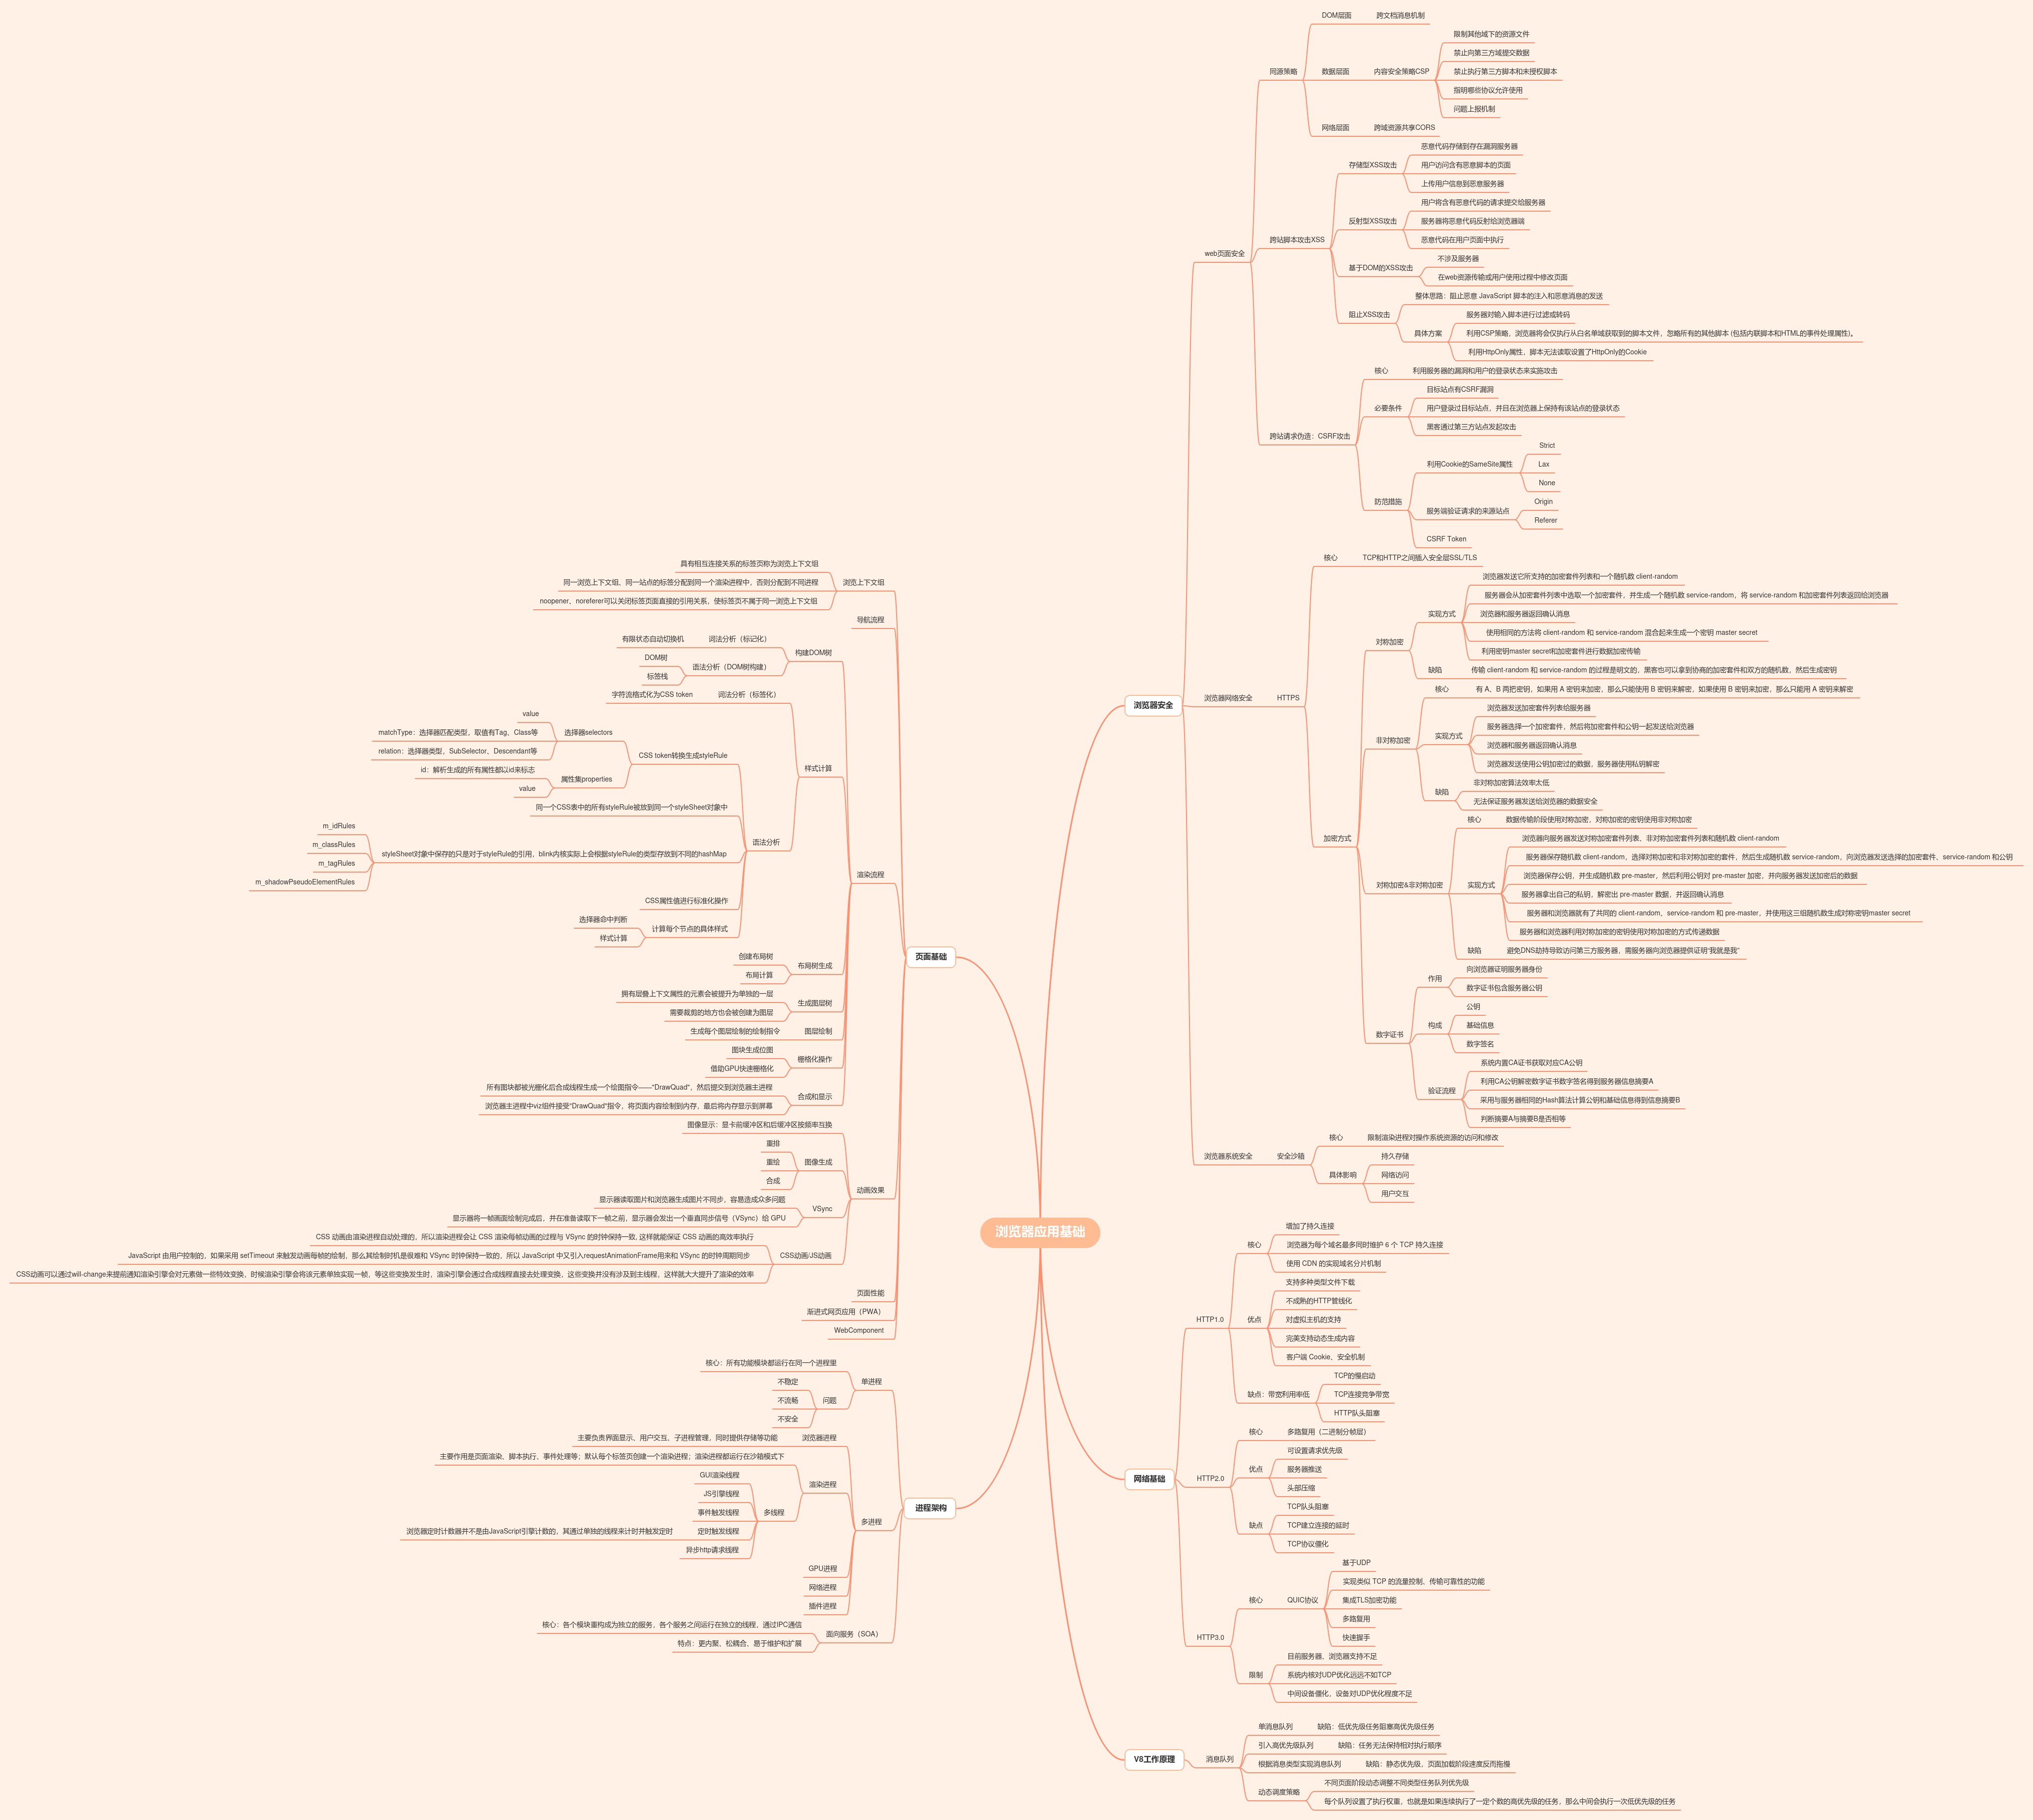 浏览器应用基础
浏览器安全
web页面安全
同源策略
DOM层面
跨文档消息机制
数据层面
内容安全策略CSP
限制其他域下的资源文件
禁止向第三方域提交数据
禁止执行第三方脚本和未授权脚本
指明哪些协议允许使用
问题上报机制
网络层面
跨域资源共享CORS
跨站脚本攻击XSS
存储型XSS攻击
恶意代码存储到存在漏洞服务器
用户访问含有恶意脚本的页面
上传用户信息到恶意服务器
反射型XSS攻击
用户将含有恶意代码的请求提交给服务器
服务器将恶意代码反射给浏览器端
恶意代码在用户页面中执行
基于DOM的XSS攻击
不涉及服务器
在web资源传输或用户使用过程中修改页面
阻止XSS攻击
整体思路：阻止恶意 JavaScript 脚本的注入和恶意消息的发送
具体方案
服务器对输入脚本进行过滤或转码
利用CSP策略，浏览器将会仅执行从白名单域获取到的脚本文件，忽略所有的其他脚本 (包括内联脚本和HTML的事件处理属性)。
利用HttpOnly属性，脚本无法读取设置了HttpOnly的Cookie
跨站请求伪造：CSRF攻击
核心
利用服务器的漏洞和用户的登录状态来实施攻击
必要条件
目标站点有CSRF漏洞
用户登录过目标站点，并且在浏览器上保持有该站点的登录状态
黑客通过第三方站点发起攻击
防范措施
利用Cookie的SameSite属性
Strict
Lax
None
服务端验证请求的来源站点
Origin
Referer
CSRF Token
浏览器网络安全
HTTPS
核心
TCP和HTTP之间插入安全层SSL/TLS
加密方式
对称加密
实现方式
浏览器发送它所支持的加密套件列表和一个随机数 client-random
服务器会从加密套件列表中选取一个加密套件，并生成一个随机数 service-random，将 service-random 和加密套件列表返回给浏览器
浏览器和服务器返回确认消息
使用相同的方法将 client-random 和 service-random 混合起来生成一个密钥 master secret
利用密钥master secret和加密套件进行数据加密传输
缺陷
传输 client-random 和 service-random 的过程是明文的，黑客也可以拿到协商的加密套件和双方的随机数，然后生成密钥
非对称加密
核心
有 A、B 两把密钥，如果用 A 密钥来加密，那么只能使用 B 密钥来解密，如果使用 B 密钥来加密，那么只能用 A 密钥来解密
实现方式
浏览器发送加密套件列表给服务器
服务器选择一个加密套件，然后将加密套件和公钥一起发送给浏览器
浏览器和服务器返回确认消息
浏览器发送使用公钥加密过的数据，服务器使用私钥解密
缺陷
非对称加密算法效率太低
无法保证服务器发送给浏览器的数据安全
对称加密&非对称加密
核心
数据传输阶段使用对称加密，对称加密的密钥使用非对称加密
实现方式
浏览器向服务器发送对称加密套件列表、非对称加密套件列表和随机数 client-random
服务器保存随机数 client-random，选择对称加密和非对称加密的套件，然后生成随机数 service-random，向浏览器发送选择的加密套件、service-random 和公钥
浏览器保存公钥，并生成随机数 pre-master，然后利用公钥对 pre-master 加密，并向服务器发送加密后的数据
服务器拿出自己的私钥，解密出 pre-master 数据，并返回确认消息
服务器和浏览器就有了共同的 client-random、service-random 和 pre-master，并使用这三组随机数生成对称密钥master secret
服务器和浏览器利用对称加密的密钥使用对称加密的方式传递数据
缺陷
避免DNS劫持导致访问第三方服务器，需服务器向浏览器提供证明“我就是我”
数字证书
作用
向浏览器证明服务器身份
数字证书包含服务器公钥
构成
公钥
基础信息
数字签名
验证流程
系统内置CA证书获取对应CA公钥
利用CA公钥解密数字证书数字签名得到服务器信息摘要A
采用与服务器相同的Hash算法计算公钥和基础信息得到信息摘要B
判断摘要A与摘要B是否相等
浏览器系统安全
安全沙箱
核心
限制渲染进程对操作系统资源的访问和修改
具体影响
持久存储
网络访问
用户交互
网络基础
HTTP1.0
核心
增加了持久连接
浏览器为每个域名最多同时维护 6 个 TCP 持久连接
使用 CDN 的实现域名分片机制
优点
支持多种类型文件下载
不成熟的HTTP管线化
对虚拟主机的支持
完美支持动态生成内容
客户端 Cookie、安全机制
缺点：带宽利用率低
TCP的慢启动
TCP连接竞争带宽
HTTP队头阻塞
HTTP2.0
核心
多路复用（二进制分帧层）
优点
可设置请求优先级
服务器推送
头部压缩
缺点
TCP队头阻塞
TCP建立连接的延时
TCP协议僵化
HTTP3.0
核心
QUIC协议
基于UDP
实现类似 TCP 的流量控制、传输可靠性的功能
集成TLS加密功能
多路复用
快速握手
限制
目前服务器、浏览器支持不足
系统内核对UDP优化远远不如TCP
中间设备僵化，设备对UDP优化程度不足
V8工作原理
消息队列
单消息队列
缺陷：低优先级任务阻塞高优先级任务
引入高优先级队列
缺陷：任务无法保持相对执行顺序
根据消息类型实现消息队列
缺陷：静态优先级，页面加载阶段速度反而拖慢
动态调度策略
不同页面阶段动态调整不同类型任务队列优先级
每个队列设置了执行权重，也就是如果连续执行了一定个数的高优先级的任务，那么中间会执行一次低优先级的任务
页面基础
浏览上下文组
具有相互连接关系的标签页称为浏览上下文组
同一浏览上下文组、同一站点的标签分配到同一个渲染进程中，否则分配到不同进程
noopener，noreferer可以关闭标签页面直接的引用关系，使标签页不属于同一浏览上下文组
导航流程
渲染流程
构建DOM树
词法分析（标记化）
有限状态自动切换机
语法分析（DOM树构建）
DOM树
标签栈
样式计算
词法分析（标签化）
字符流格式化为CSS token
语法分析
CSS token转换生成styleRule
选择器selectors
value
matchType：选择器匹配类型，取值有Tag、Class等
relation：选择器类型，SubSelector、Descendant等
属性集properties
id：解析生成的所有属性都以id来标志
value
同一个CSS表中的所有styleRule被放到同一个styleSheet对象中
styleSheet对象中保存的只是对于styleRule的引用，blink内核实际上会根据styleRule的类型存放到不同的hashMap
m_idRules
m_classRules
m_tagRules
m_shadowPseudoElementRules
CSS属性值进行标准化操作
计算每个节点的具体样式
选择器命中判断
样式计算
布局树生成
创建布局树
布局计算
生成图层树
拥有层叠上下文属性的元素会被提升为单独的一层
需要裁剪的地方也会被创建为图层
图层绘制
生成每个图层绘制的绘制指令
栅格化操作
图块生成位图
借助GPU快速栅格化
合成和显示
所有图块都被光栅化后合成线程生成一个绘图指令——"DrawQuad"，然后提交到浏览器主进程
浏览器主进程中viz组件接受"DrawQuad"指令，将页面内容绘制到内存，最后将内存显示到屏幕
动画效果
图像显示：显卡前缓冲区和后缓冲区按频率互换
图像生成
重排
重绘
合成
VSync
显示器读取图片和浏览器生成图片不同步，容易造成众多问题
显示器将一帧画面绘制完成后，并在准备读取下一帧之前，显示器会发出一个垂直同步信号（VSync）给 GPU
CSS动画/JS动画
CSS 动画由渲染进程自动处理的，所以渲染进程会让 CSS 渲染每帧动画的过程与 VSync 的时钟保持一致, 这样就能保证 CSS 动画的高效率执行
JavaScript 由用户控制的，如果采用 setTimeout 来触发动画每帧的绘制，那么其绘制时机是很难和 VSync 时钟保持一致的，所以 JavaScript 中又引入requestAnimationFrame用来和 VSync 的时钟周期同步
CSS动画可以通过will-change来提前通知渲染引擎会对元素做一些特效变换，时候渲染引擎会将该元素单独实现一帧，等这些变换发生时，渲染引擎会通过合成线程直接去处理变换，这些变换并没有涉及到主线程，这样就大大提升了渲染的效率
页面性能
渐进式网页应用（PWA）
WebComponent
进程架构
单进程
核心：所有功能模块都运行在同一个进程里
问题
不稳定
不流畅
不安全
多进程
浏览器进程
主要负责界面显示、用户交互、子进程管理，同时提供存储等功能
渲染进程
主要作用是页面渲染、脚本执行、事件处理等；默认每个标签页创建一个渲染进程；渲染进程都运行在沙箱模式下
多线程
GUI渲染线程
JS引擎线程
事件触发线程
定时触发线程
浏览器定时计数器并不是由JavaScript引擎计数的，其通过单独的线程来计时并触发定时
异步http请求线程
GPU进程
网络进程
插件进程
面向服务（SOA）
核心：各个模块重构成为独立的服务，各个服务之间运行在独立的线程，通过IPC通信
特点：更内聚、松耦合、易于维护和扩展